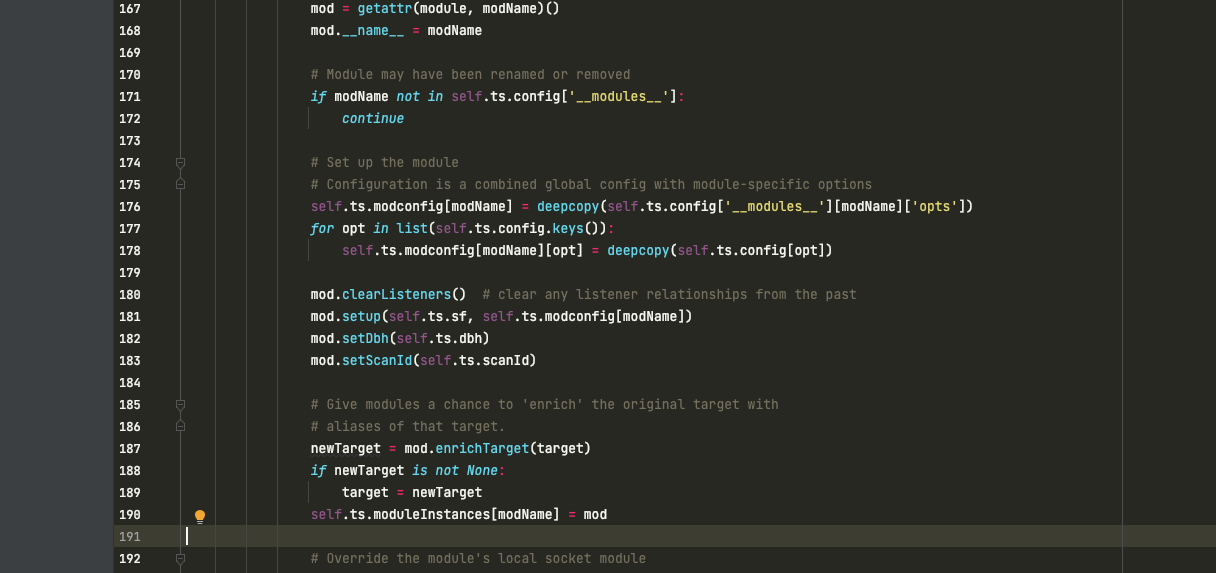 167 mod = getattr(module, modName)()
168 mod.__name__ = modName
169
170 # Module may have been renamed or removed
171 if modName not in self.ts.config['__modules__']:
172 continue
173
174 # Set up the module
175 # Configuration is a combined global config with module-specific options
176 self.ts.modconfig[modName] = deepcopy(self.ts.config['__modules__'][modName]['opts'])
177 for opt in list(self.ts.config.keys()):
178 self.ts.modconfig[modName][opt] = deepcopy(self.ts.config[opt])
179
180 mod.clearListeners()  # clear any listener relationships from the past
181 mod.setup(self.ts.sf, self.ts.modconfig[modName])
182 mod.setDbh(self.ts.dbh)
183 mod.setScanId(self.ts.scanId)
184
185 # Give modules a chance to 'enrich' the original target with
186 # aliases of that target.
187 newTarget = mod.enrichTarget(target)
188 if newTarget is not None:
189 target = newTarget
190 self.ts.moduleInstances[modName] = mod
191
192 # Override the module's local socket module